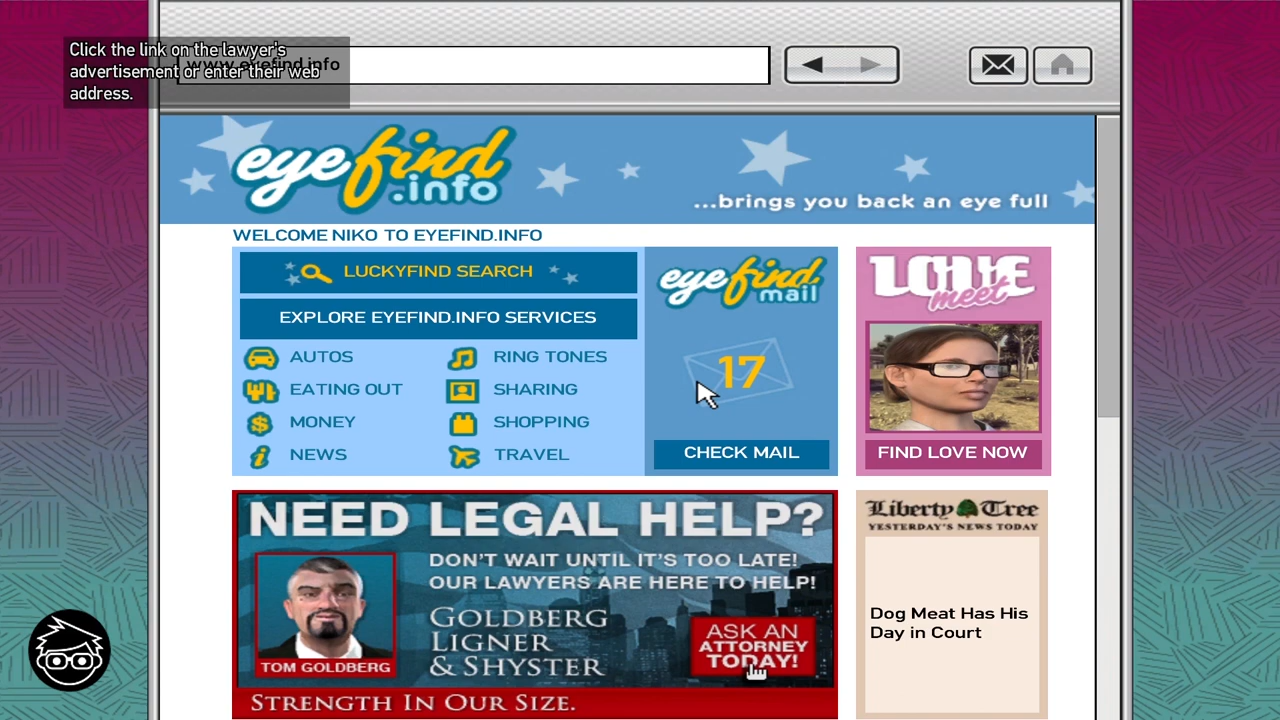 Click the link on the lawyer's
advertisement or enter their web
address.
www.eyefind.info
eyefind
.info
...brings you back an eye full
WELCOME NIKO TO EYEFIND.INFO
LUCKYFIND SEARCH
EXPLORE EYEFIND.INFO SERVICES
AUTOS
EATING OUT
MONEY
NEWS
RING TONES
SHARING
SHOPPING
TRAVEL
eyefind
mail
17
CHECK MAIL
LOVE
meet
FIND LOVE NOW
NEED LEGAL HELP?
DON'T WAIT UNTIL IT'S TOO LATE!
OUR LAWYERS ARE HERE TO HELP!
GOLDBERG
LIGNER
& SHYSTER
TOM GOLDBERG
ASK AN
ATTORNEY
TODAY!
STRENGTH IN OUR SIZE.
Liberty Tree
YESTERDAY'S NEWS TODAY
Dog Meat Has His
Day in Court